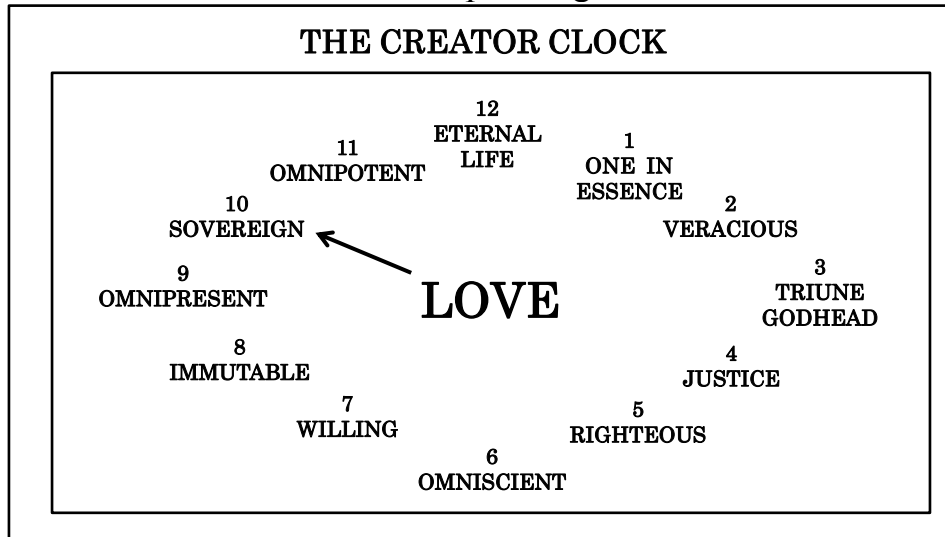 THE CREATOR CLOCK
12
ETERNAL
LIFE
11
OMNIPOTENT
1
ONE IN
ESSENCE
10
SOVEREIGN
2
VERACIOUS
9
OMNIPRESENT
3
TRIUNE
GODHEAD
LOVE
8
IMMUTABLE
4
JUSTICE
7
WILLING
5
RIGHTEOUS
6
OMNISCIENT